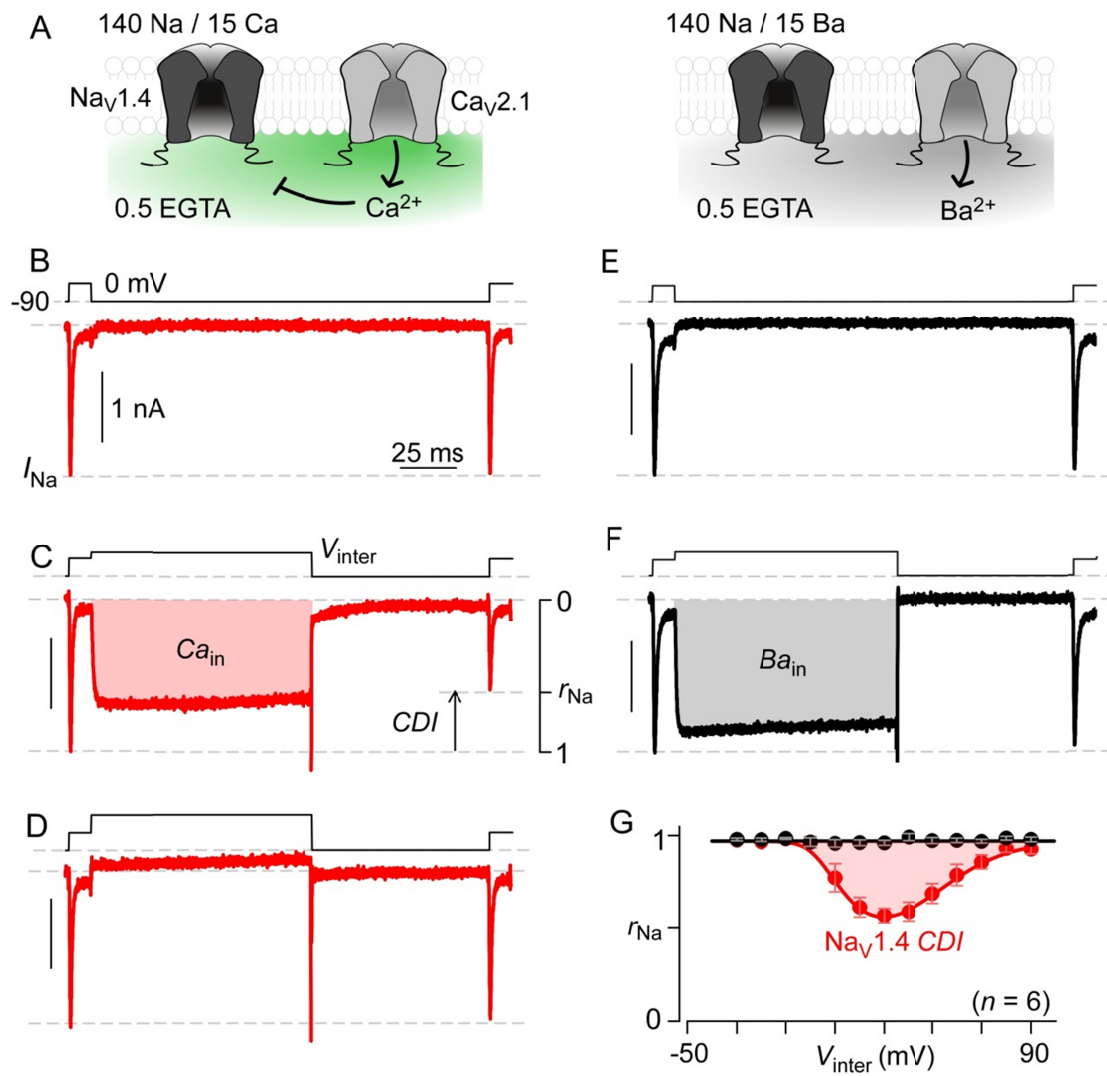 A
140 Na / 15 Ca
140 Na / 15 Ba
NaV1.4
CaV2.1
0.5 EGTA
Ca2+
0.5 EGTA
Ba2+
B
0 mV
-90
1 nA
25 ms
INa
E
C
Vinter
Cain
0
rNa
CDI
1
F
Bain
D
G
1
rNa
NaV1.4 CDI
0
(n = 6)
-50
Vinter (mV)
90